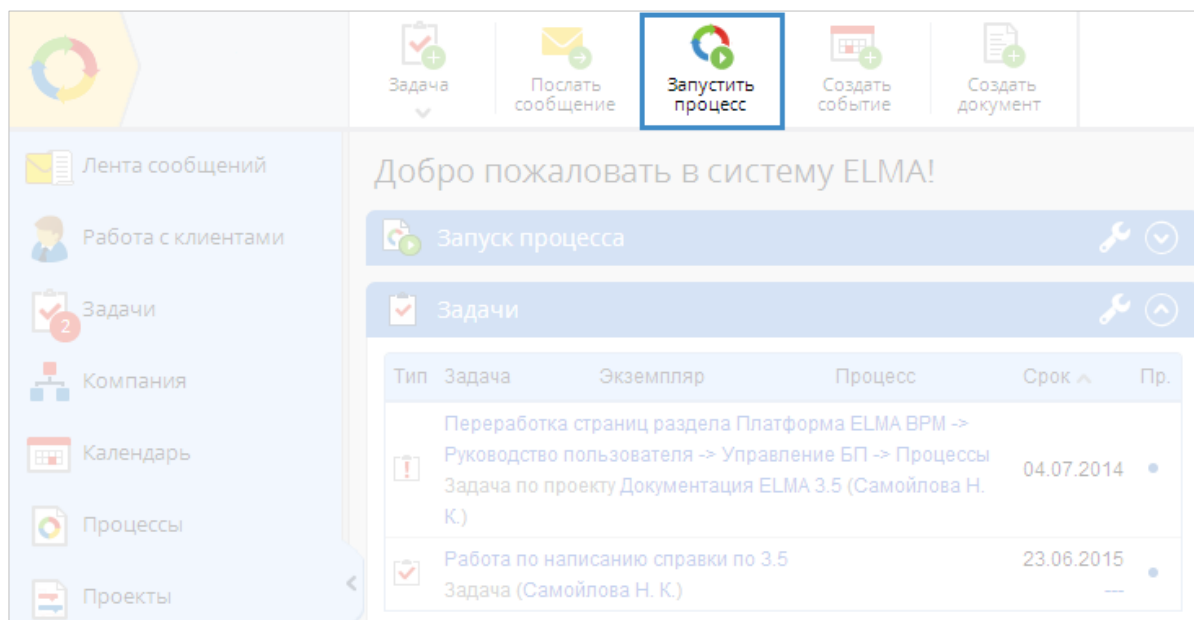 Задача
Послать
сообщение
Запустить
процесс
Создать
событие
Создать
документ
Лента сообщений
Работа с клиентами
Задачи
2
Компания
Календарь
Процессы
Проекты
Добро пожаловать в систему ELMA!
Запуск процесса
Задачи
Тип Задача Экземпляр Процесс Срок Пр.
Переработка страниц раздела Платформа ELMA BPM ->
Руководство пользователя -> Управление БП -> Процессы
Задача по проекту Документация ELMA 3.5 (Самойлова Н.
К.)
04.07.2014
Работа по написанию справки по 3.5
Задача (Самойлова Н. К.)
23.06.2015
---